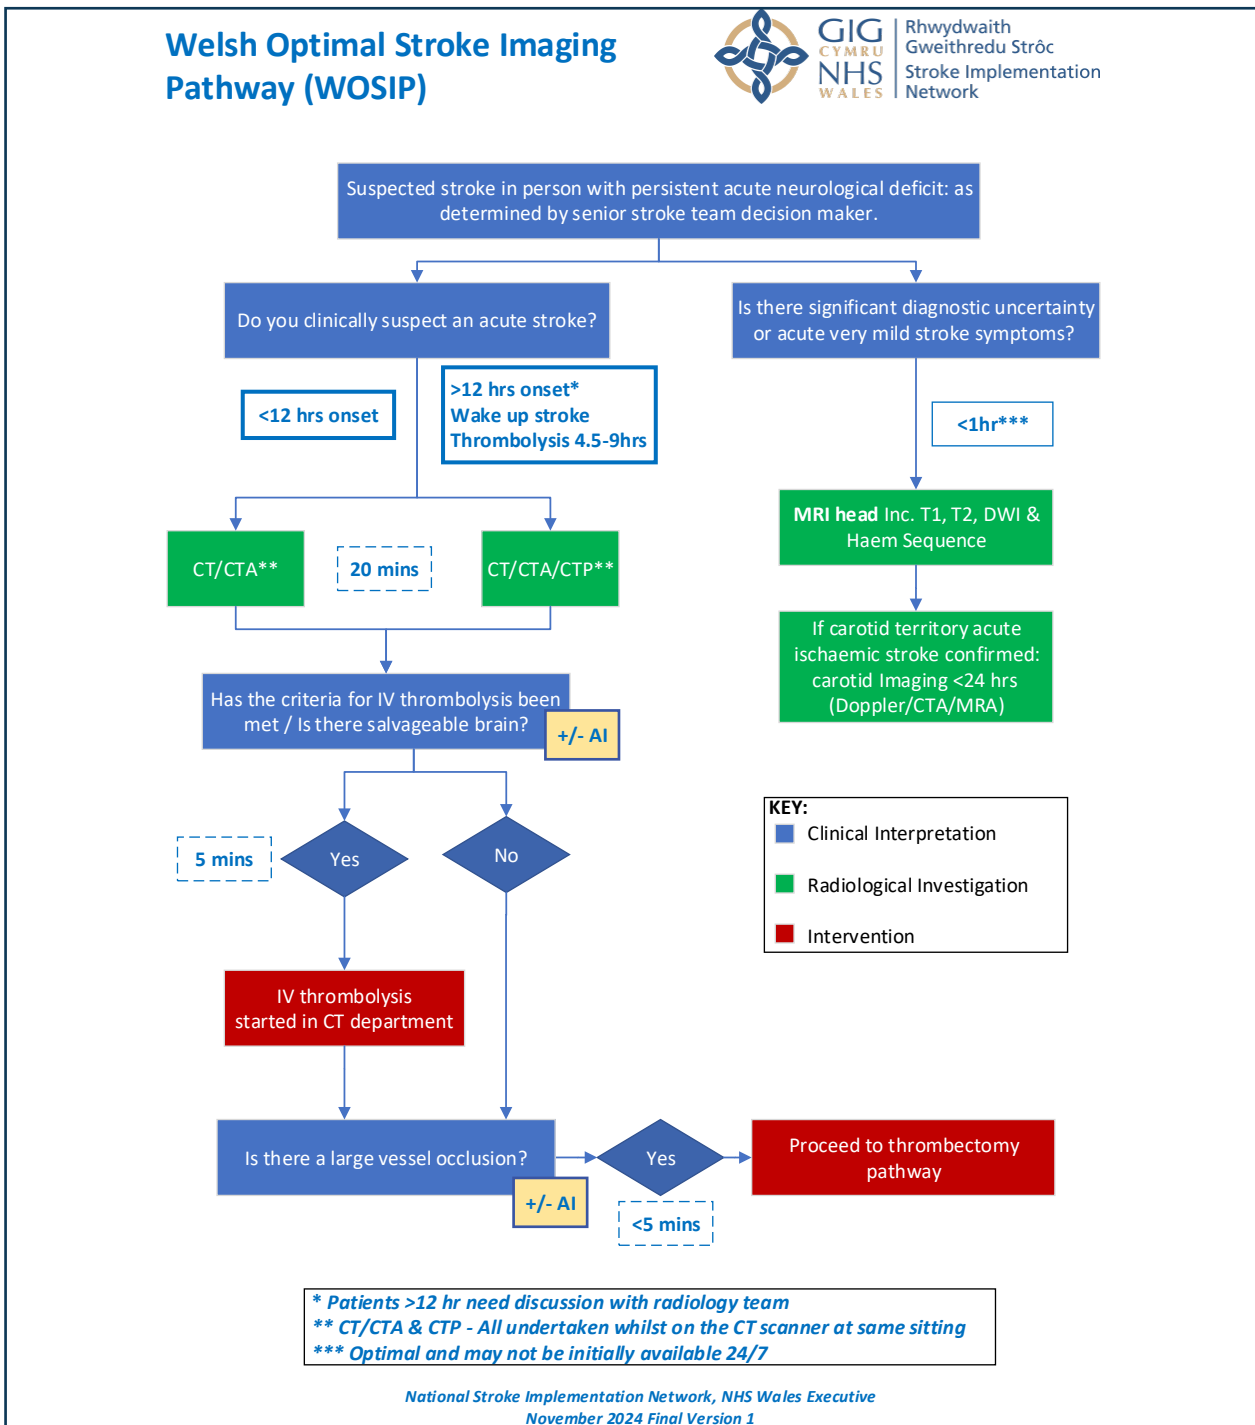 Welsh Optimal Stroke Imaging
Pathway (WOSIP)
GIG
CYMRU
NHS
WALES
Rhwydwaith
Gweithredu Strôc
Stroke Implementation
Network
Suspected stroke in person with persistent acute neurological deficit: as
determined by senior stroke team decision maker.
Do you clinically suspect an acute stroke?
Is there significant diagnostic uncertainty
or acute very mild stroke symptoms?
<12 hrs onset
>12 hrs onset*
Wake up stroke
Thrombolysis 4.5-9hrs
<1hr***
CT/CTA**
20 mins
CT/CTA/CTP**
MRI head Inc. T1, T2, DWI &
Haem Sequence
If carotid territory acute
ischaemic stroke confirmed:
carotid Imaging <24 hrs
(Doppler/CTA/MRA)
Has the criteria for IV thrombolysis been
met / Is there salvageable brain?
+/- AI
5 mins
Yes
No
KEY:
Clinical Interpretation
Radiological Investigation
Intervention
IV thrombolysis
started in CT department
Is there a large vessel occlusion?
+/- AI
Yes
<5 mins
Proceed to thrombectomy
pathway
* Patients >12 hr need discussion with radiology team
** CT/CTA & CTP - All undertaken whilst on the CT scanner at same sitting
*** Optimal and may not be initially available 24/7
National Stroke Implementation Network, NHS Wales Executive
November 2024 Final Version 1